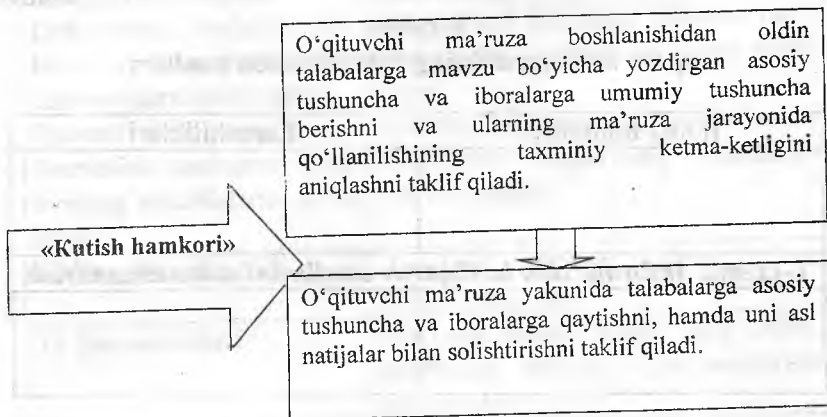 O‘qituvchi ma’ruza boshlanishidan oldin
talabalarga mavzu bo‘yicha yozdirgan asosiy
tushuncha va iboralarga umumiy tushuncha
berishni va ularning ma’ruza jarayonida
qo‘llanilishining taxminiy ketma-ketligini
aniqlashni taklif qiladi.
«Kutish hamkori»
O‘qituvchi ma’ruza yakunida talabalarga asosiy
tushuncha va iboralarga qaytishni, hamda uni asl
natijalar bilan solishtirishni taklif qiladi.